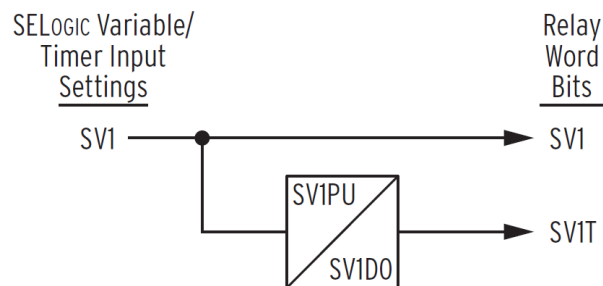 SELOGIC Variable/
Timer Input
Settings
Relay
Word
Bits
SV1
SV1
SV1PU
SV1DO
SV1T